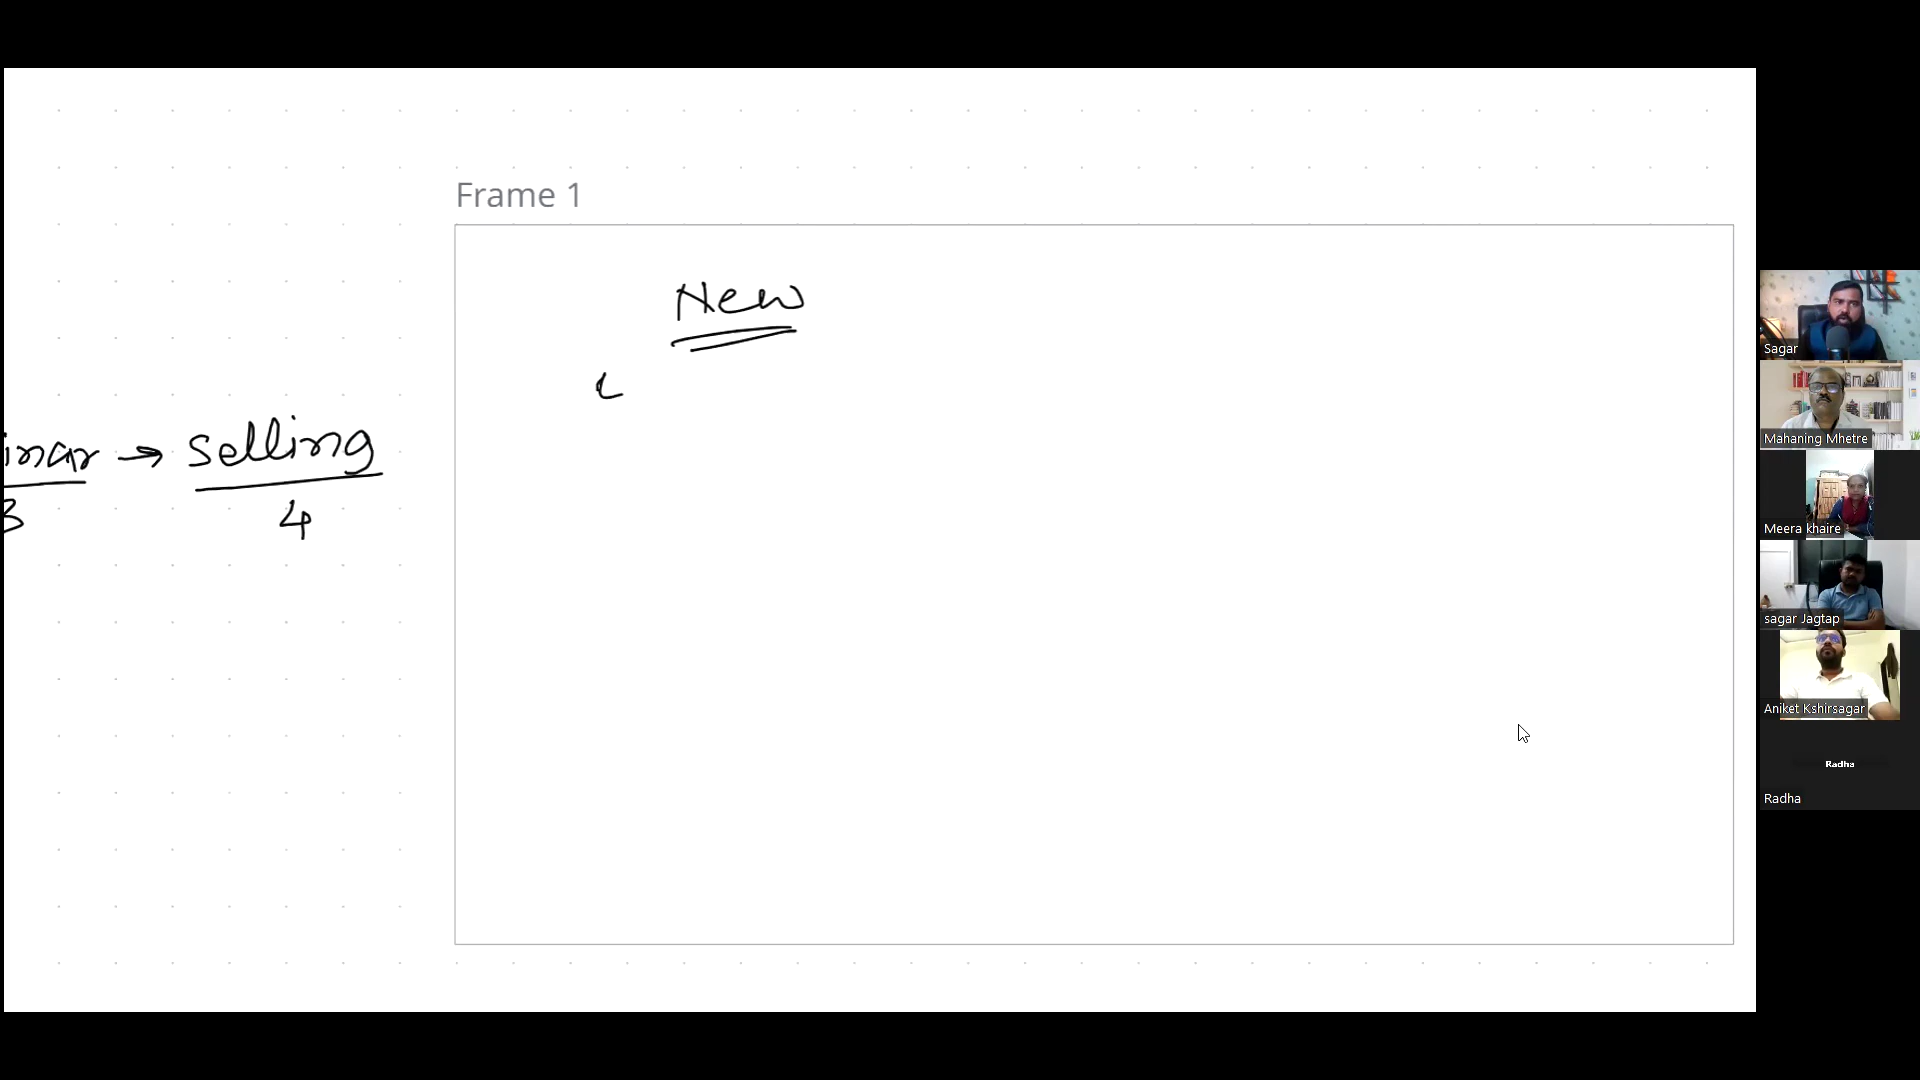 Frame 1
New
inar → Selling
3 4
Sagar
Mahaning Mhetre
Meera khaire
sagar Jagtap
Aniket Kshirsagar
Radha
Radha